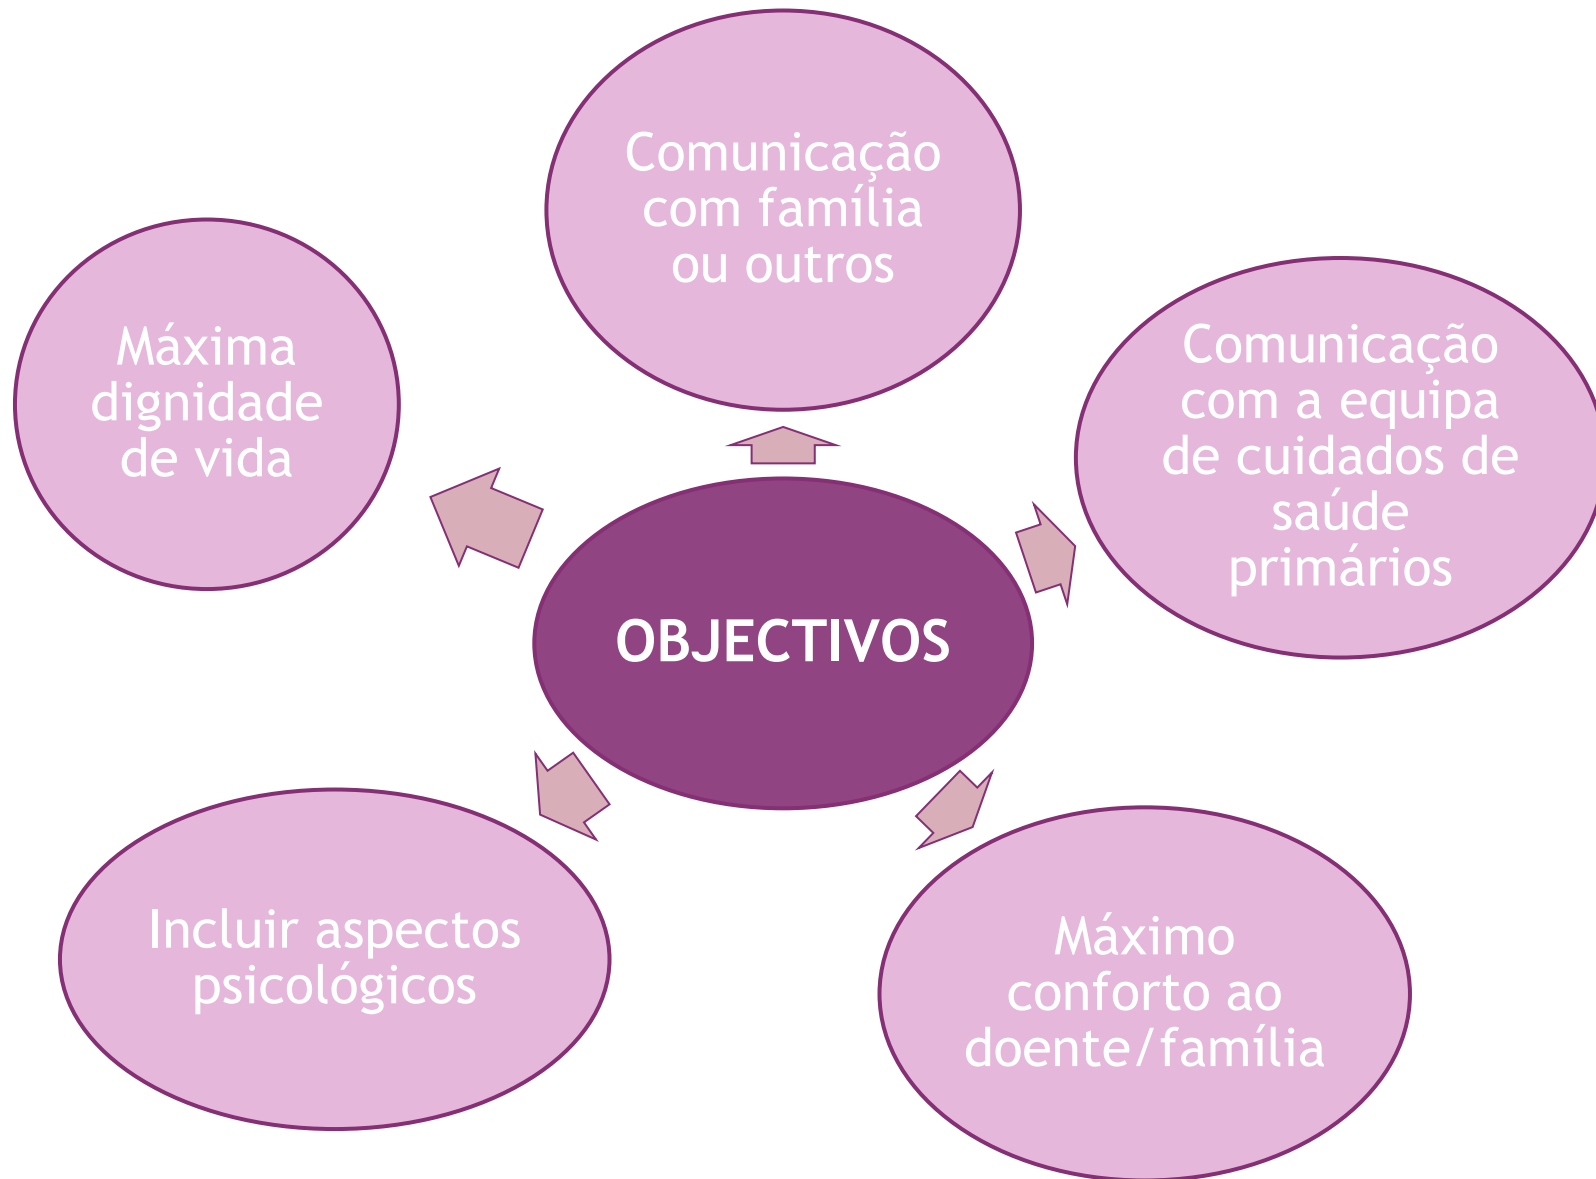 Comunicação
com família
ou outros
Máxima
dignidade
de vida
Comunicação
com a equipa
de cuidados de
saúde
primários
OBJECTIVOS
Incluir aspectos
psicológicos
Máximo
conforto ao
doente/família